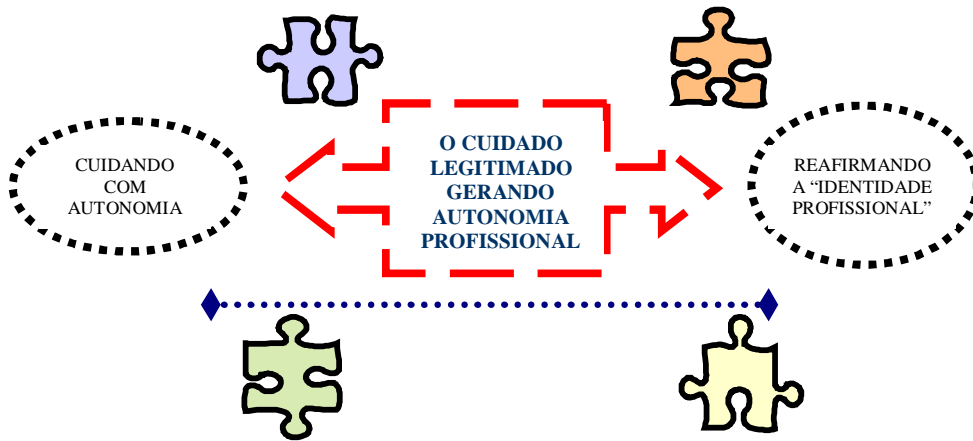 CUIDANDO
COM
AUTONOMIA
O CUIDADO
LEGITIMADO
GERANDO
AUTONOMIA
PROFISSIONAL
REAFIRMANDO
A “IDENTIDADE
PROFISSIONAL”